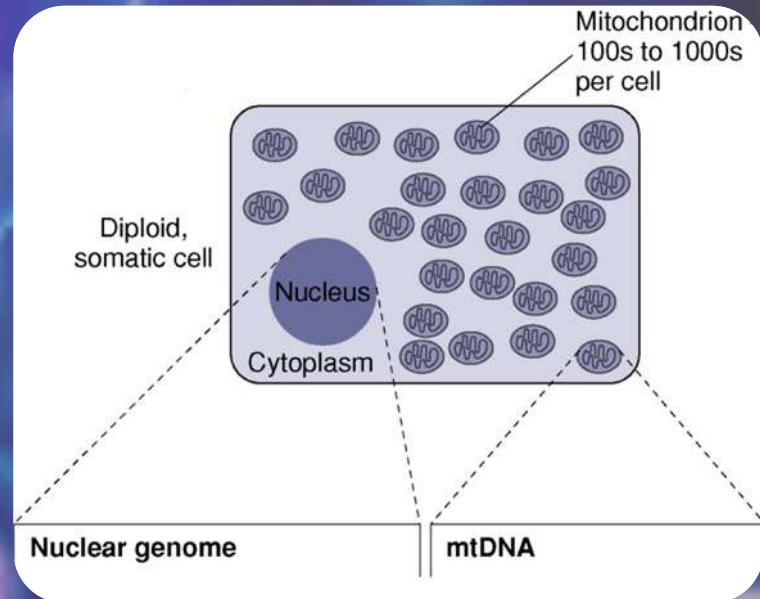 Mitochondrion
100s to 1000s
per cell
Diploid,
somatic cell
Nucleus
Cytoplasm
Nuclear genome
mtDNA